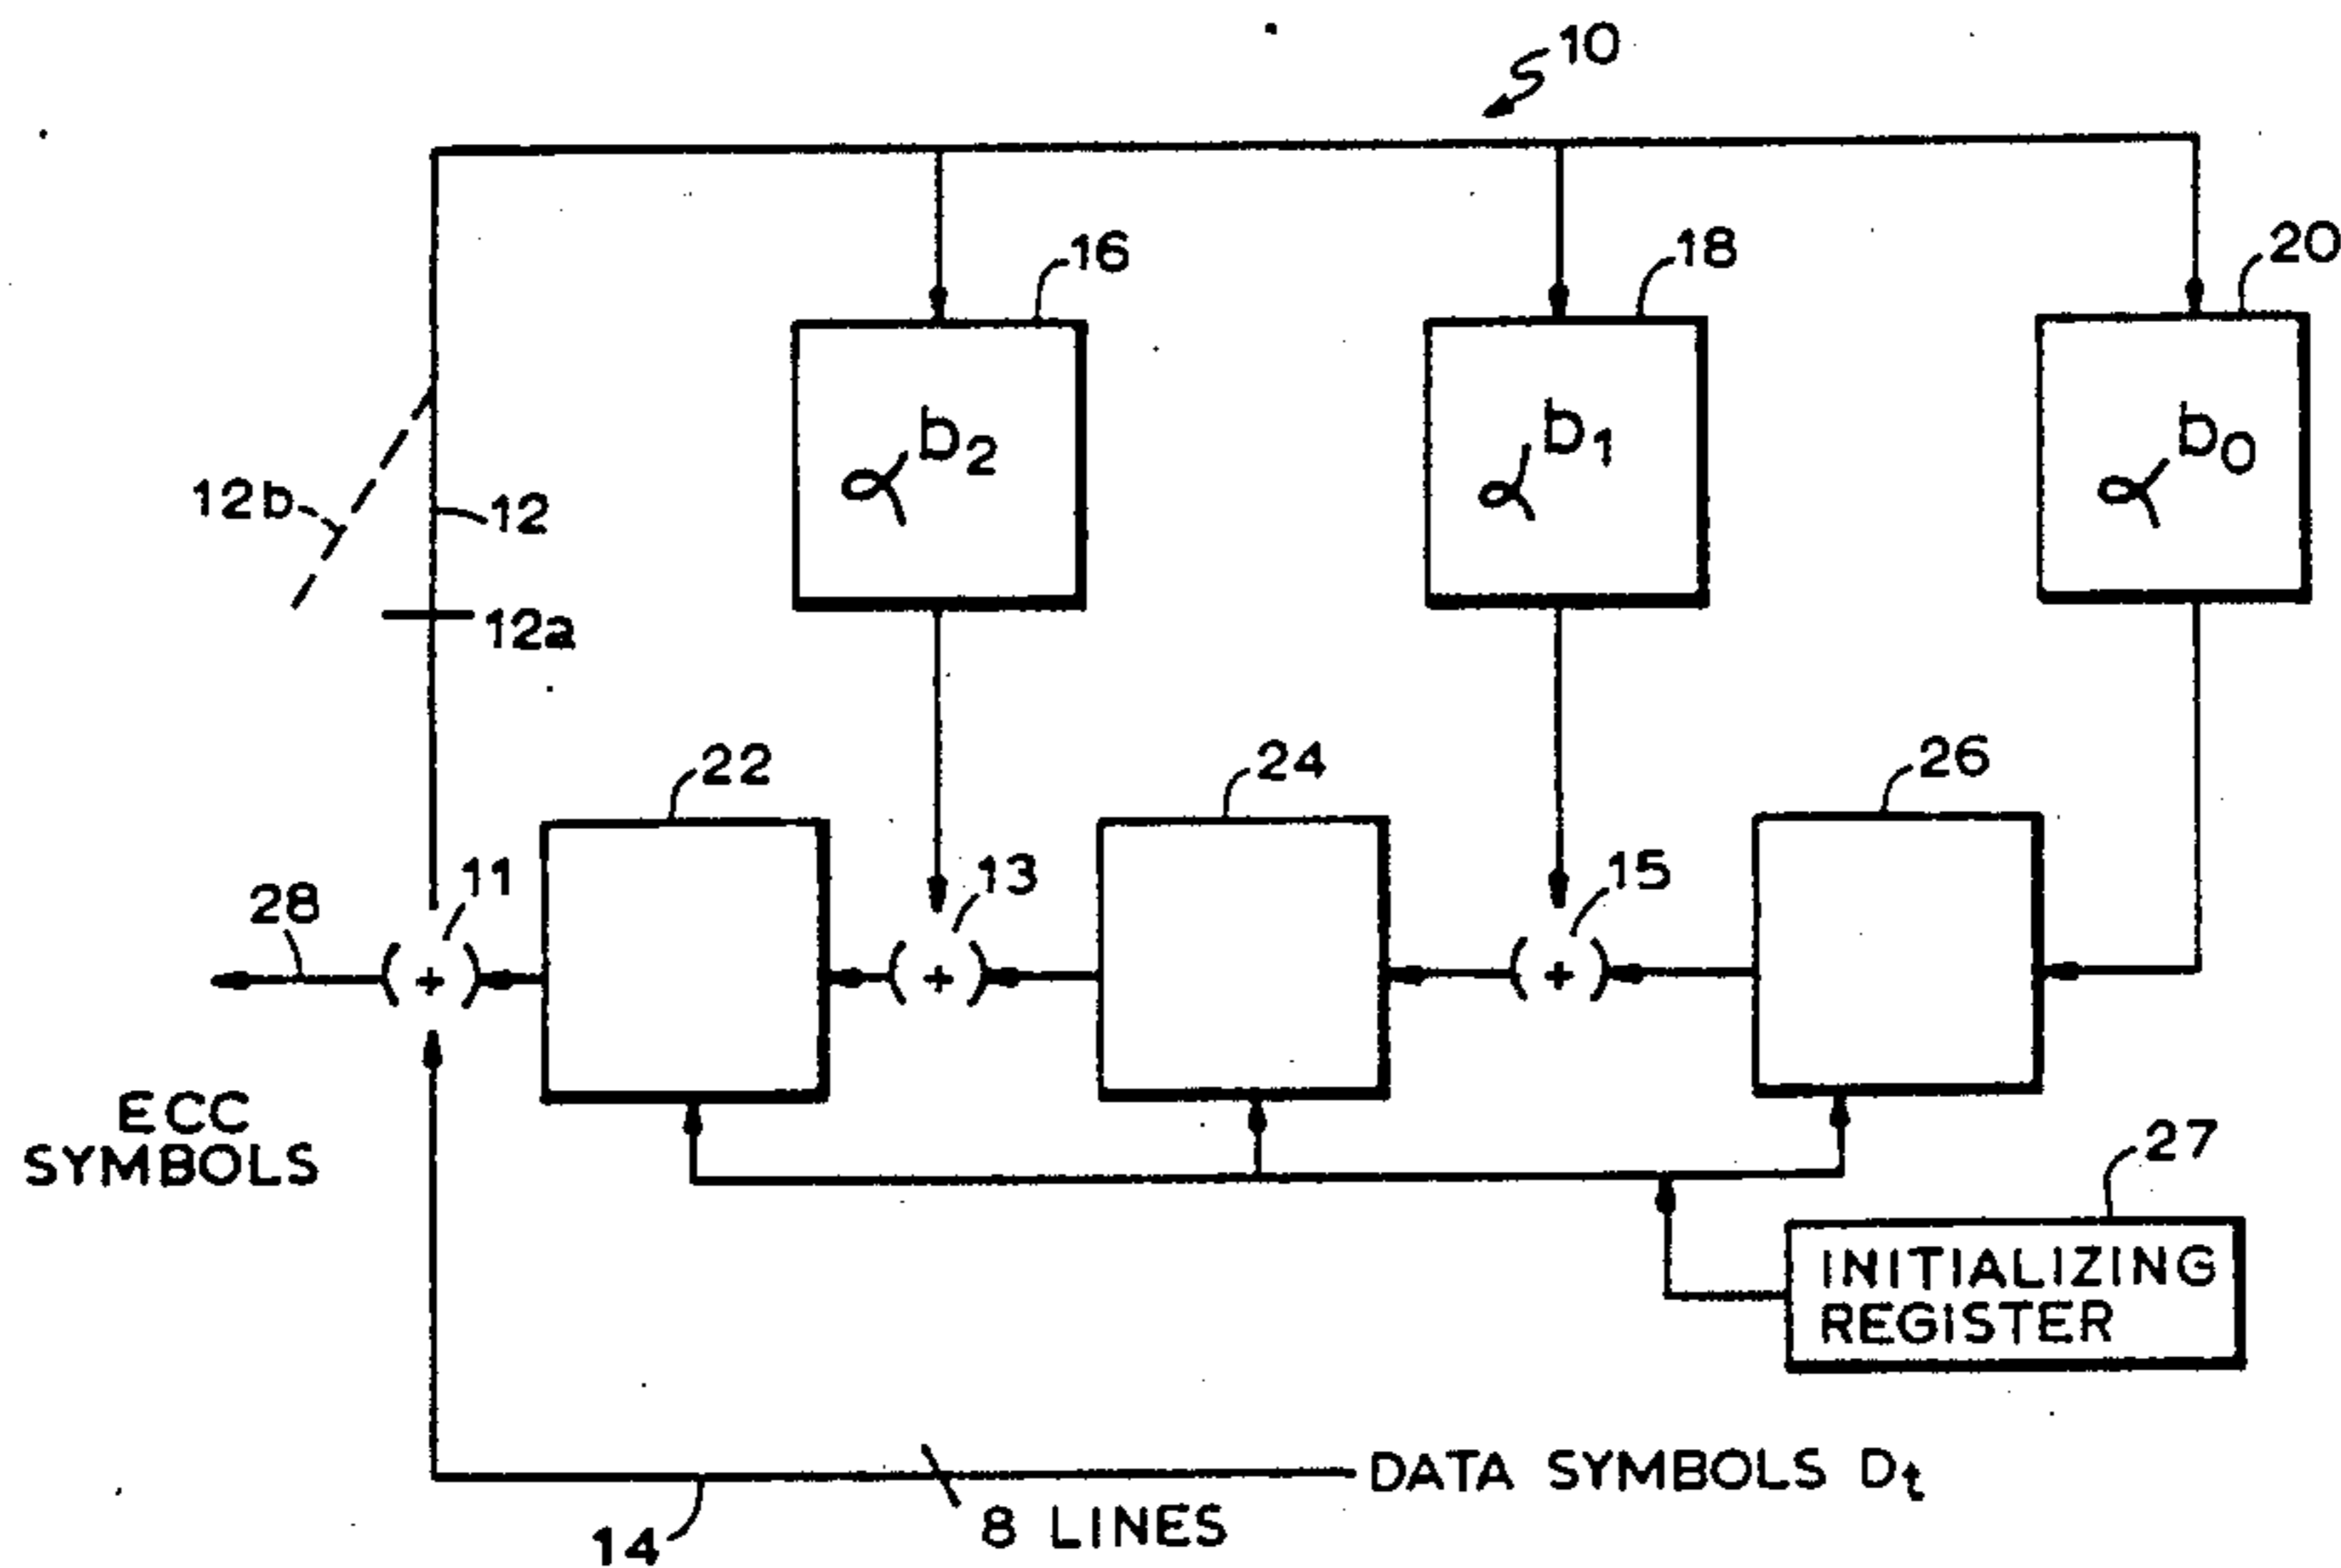 10
16
18
20
α b2
α b1
α b0
12b
12
12a
22
24
26
11
13
15
28
ECC
SYMBOLS
27
INITIALIZING
REGISTER
DATA SYMBOLS Dt
8 LINES
14